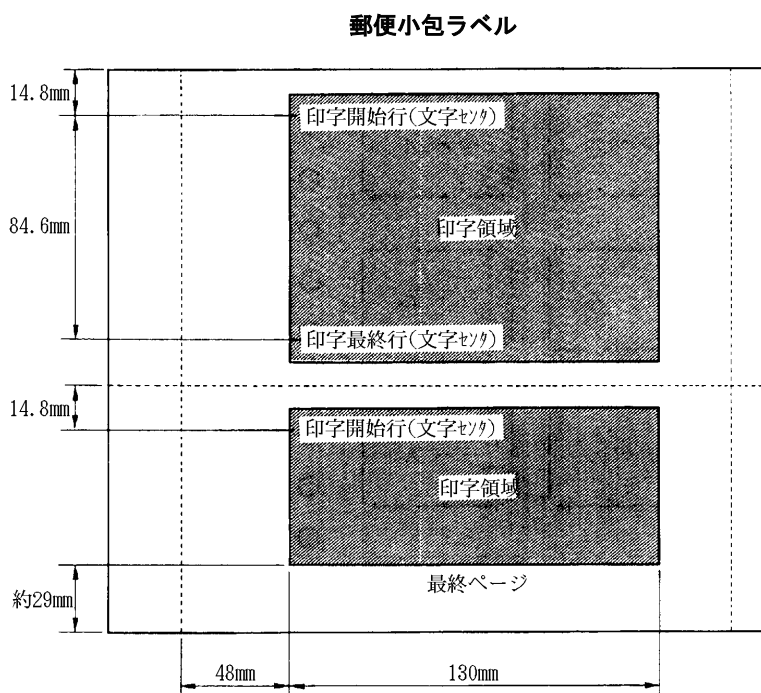 郵便小包ラベル
14.8mm
印字開始行(文字ｾﾝﾀ)
84.6mm
印字領域
印字最終行(文字ｾﾝﾀ)
14.8mm
印字開始行(文字ｾﾝﾀ)
印字領域
最終ページ
約29mm
48mm
130mm